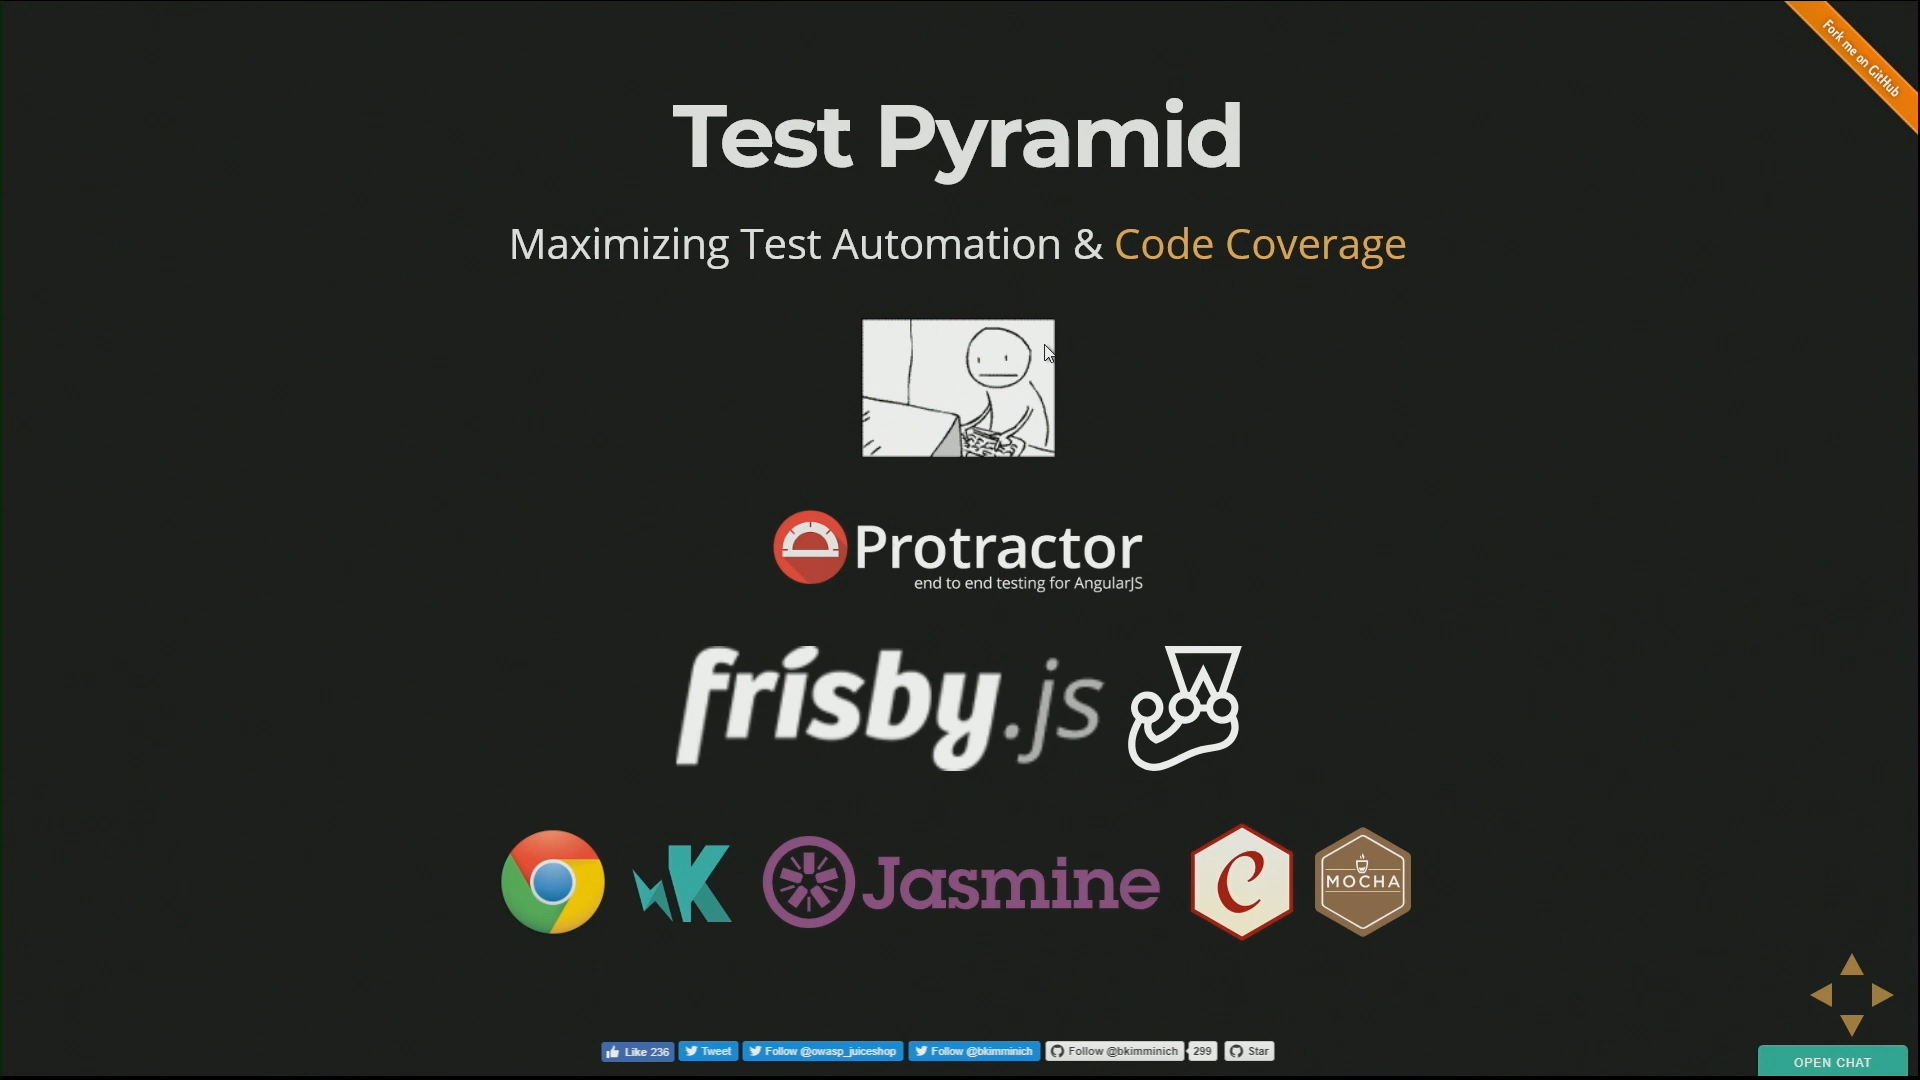 Fork me on GitHub
Test Pyramid
Maximizing Test Automation & Code Coverage
Protractor
end to end testing for AngularJS
frisby.js
K Jasmine C MOCHA
Like 236 Tweet Follow @owasp_juiceshop Follow @bkimminich Follow @bkimminich 299 Star
OPEN CHAT